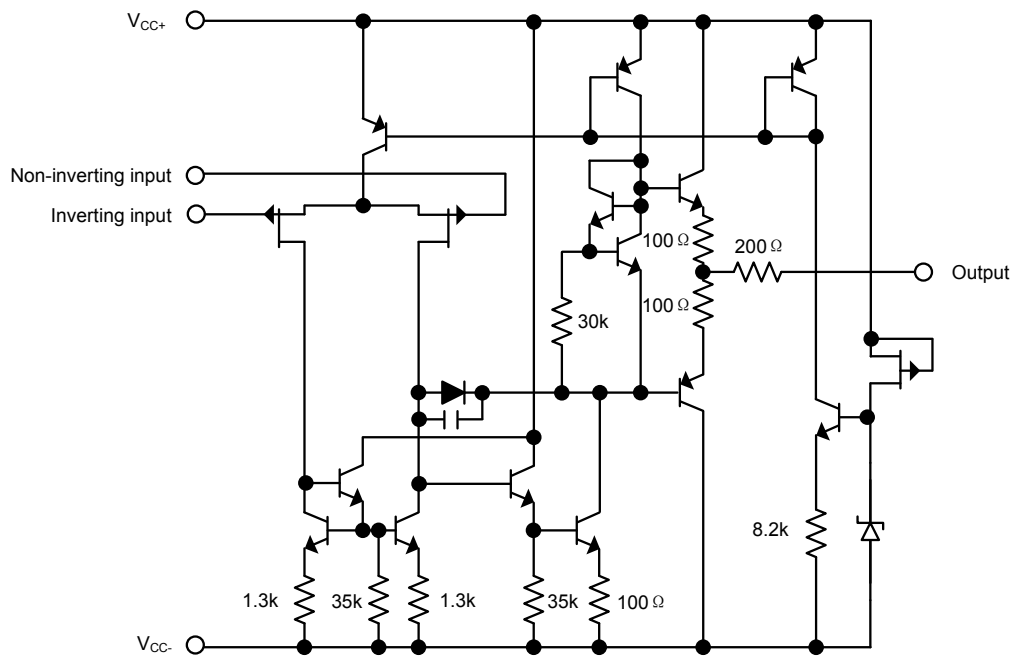 VCC+
Non-inverting input
Inverting input
100 Ω
200 Ω
Output
100 Ω
30k
8.2k
1.3k
35k
1.3k
35k
100 Ω
VCC-